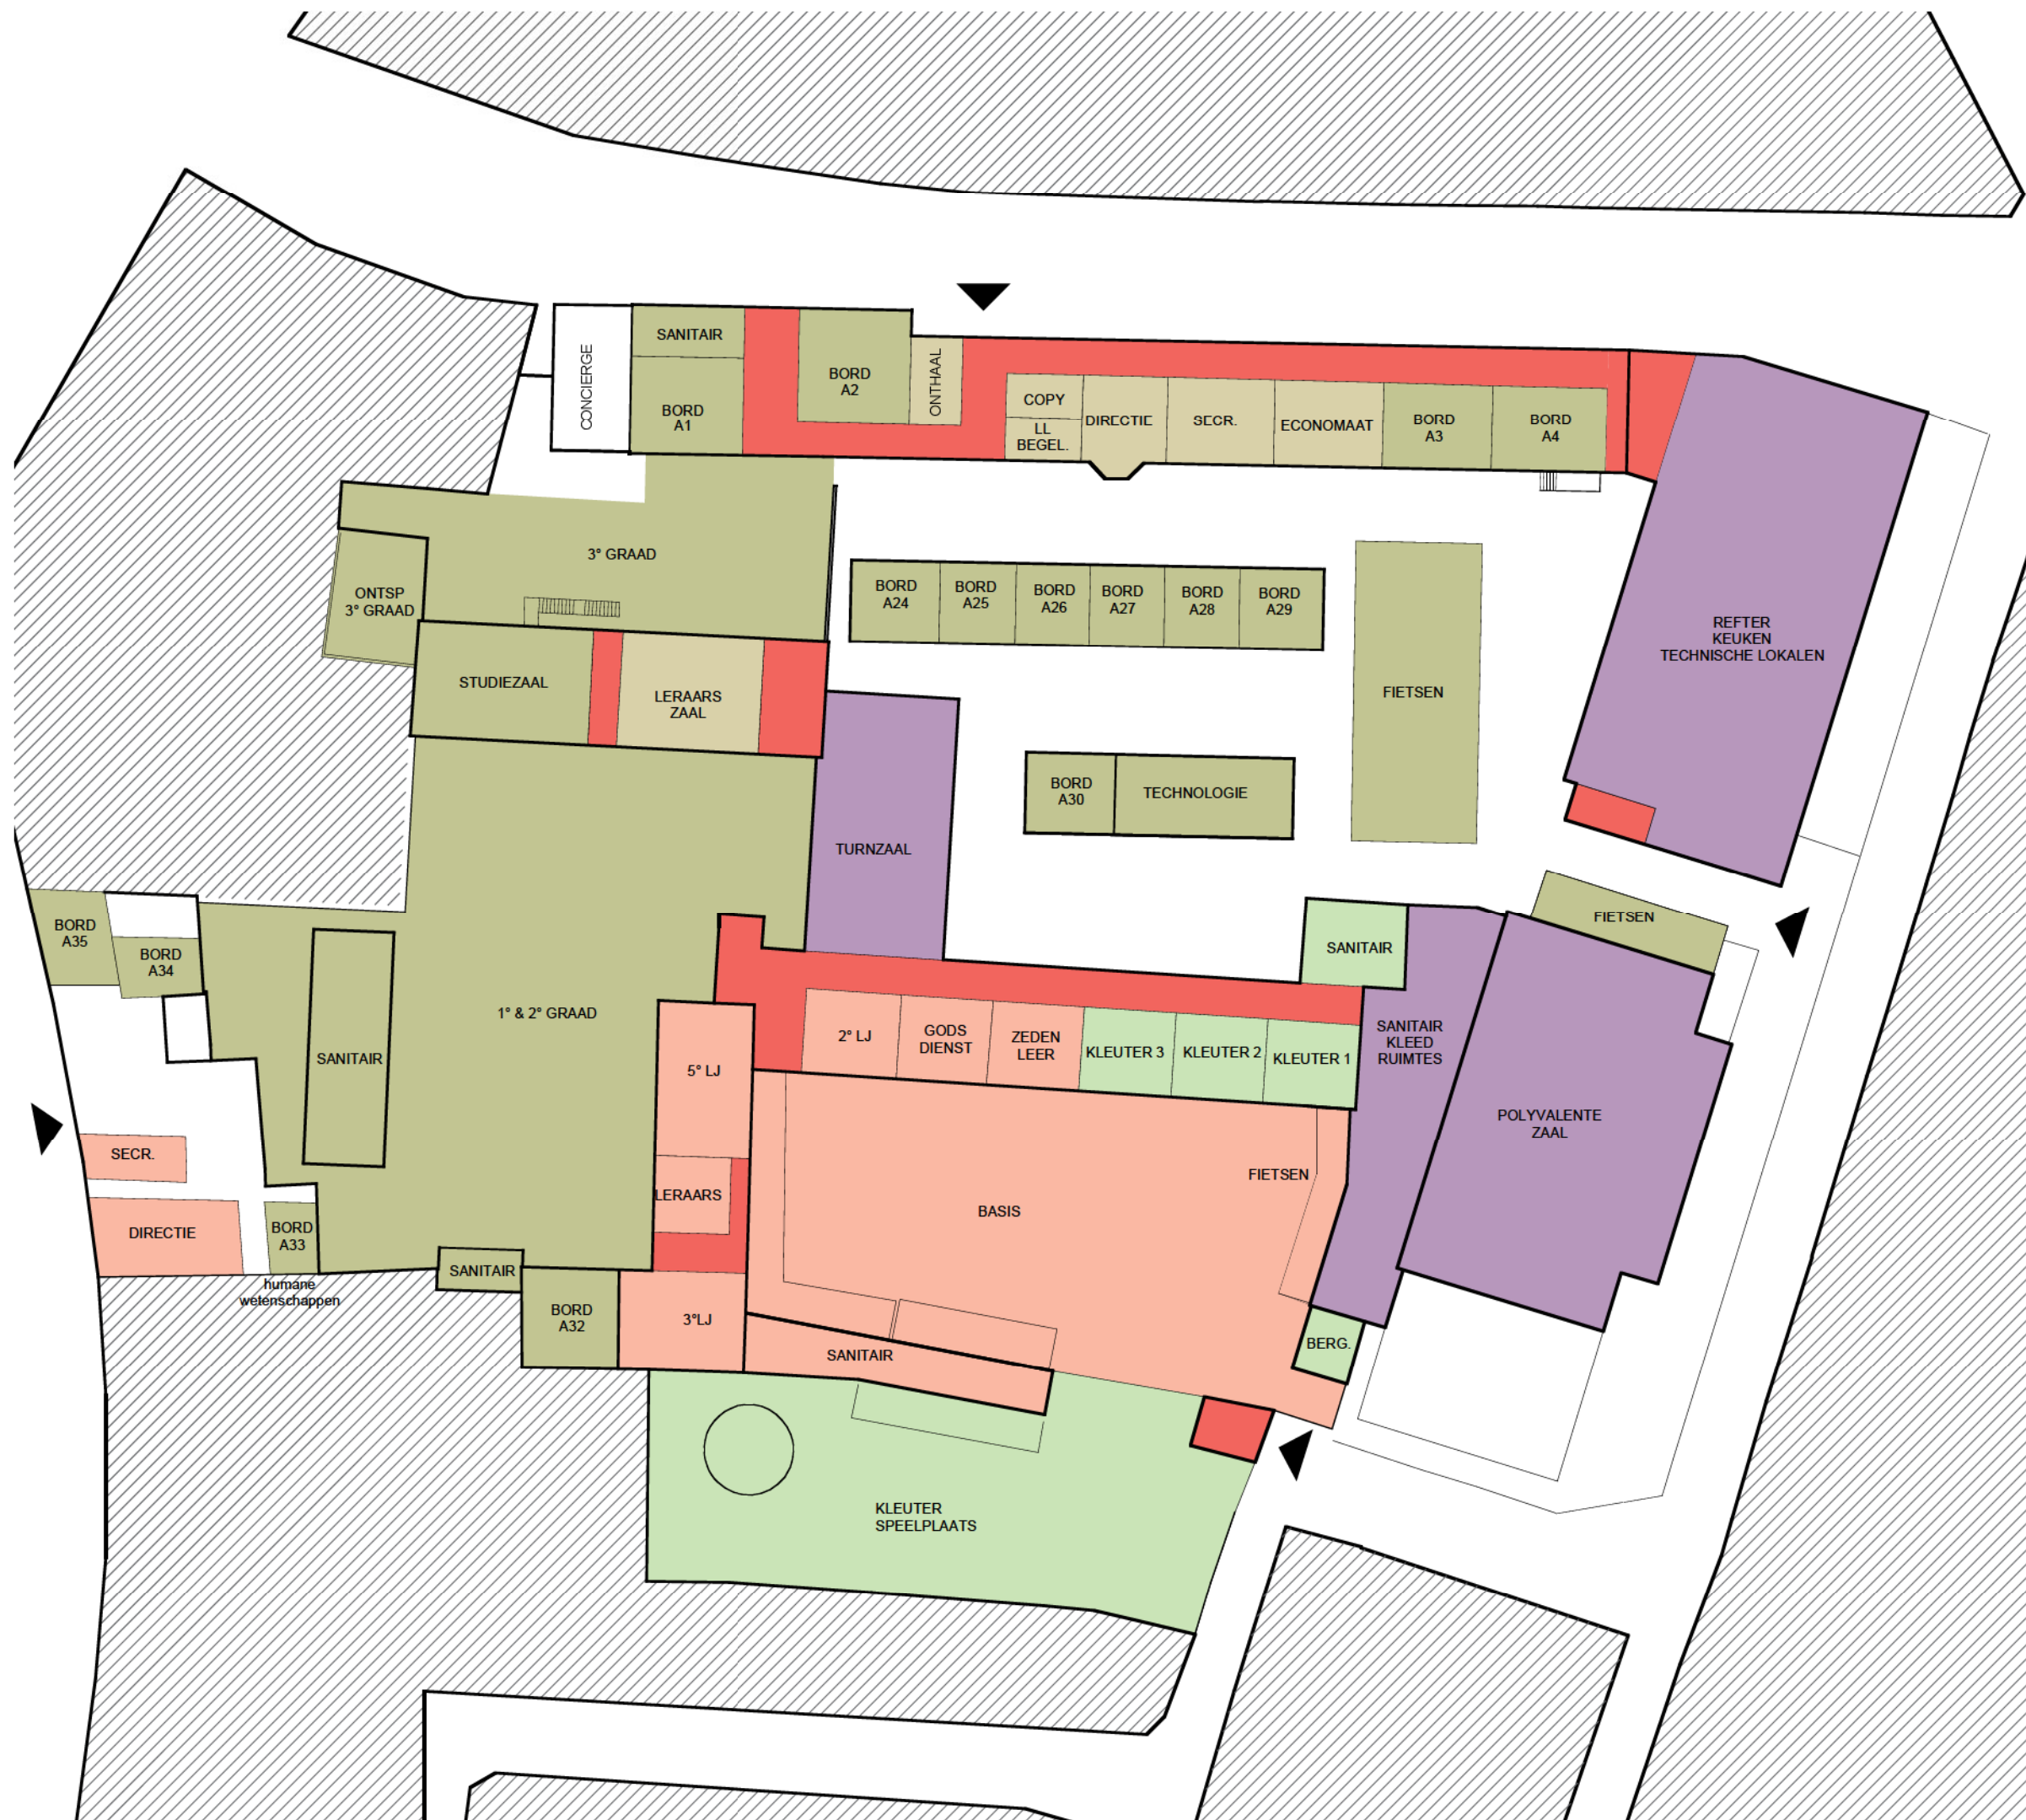 CONCIERGE
SANITAIR
BORD
A1
BORD
A2
ONTHAAL
COPY
LL
BEGEL.
DIRECTIE
SECR.
ECONOMAAT
BORD
A3
BORD
A4
3° GRAAD
ONTSP
3° GRAAD
BORD
A24
BORD
A25
BORD
A26
BORD
A27
BORD
A28
BORD
A29
FIETSEN
REFTER
KEUKEN
TECHNISCHE LOKALEN
STUDIEZAAL
LERAARS
ZAAL
BORD
A30
TECHNOLOGIE
TURNZAAL
BORD
A35
BORD
A34
FIETSEN
SANITAIR
1° & 2° GRAAD
SANITAIR
5° LJ
2° LJ
GODS
DIENST
ZEDEN
LEER
KLEUTER 3
KLEUTER 2
KLEUTER 1
SANITAIR
KLEED
RUIMTES
POLYVALENTE
ZAAL
SECR.
LERAARS
BASIS
FIETSEN
DIRECTIE
BORD
A33
humane
wetenschappen
SANITAIR
BORD
A32
3°LJ
SANITAIR
BERG.
KLEUTER
SPEELPLAATS